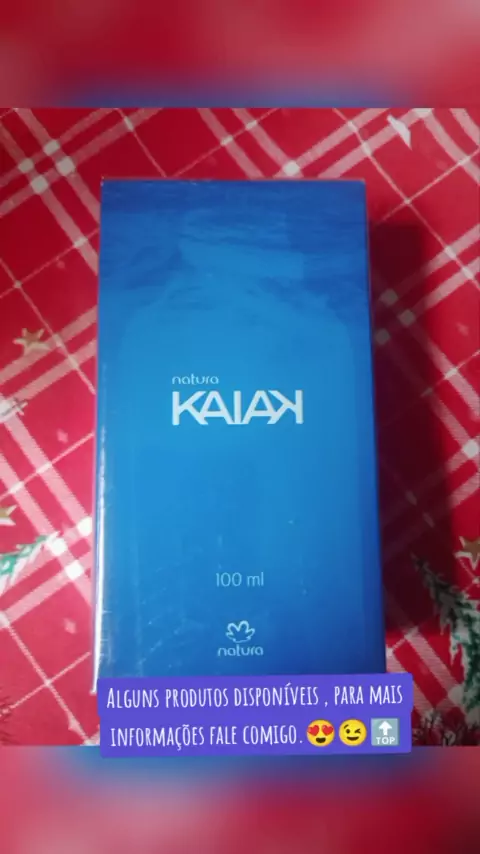 natura
KAIAK
100 ml
natura
Alguns produtos disponíveis , para mais
informações fale comigo.😍😉🔝